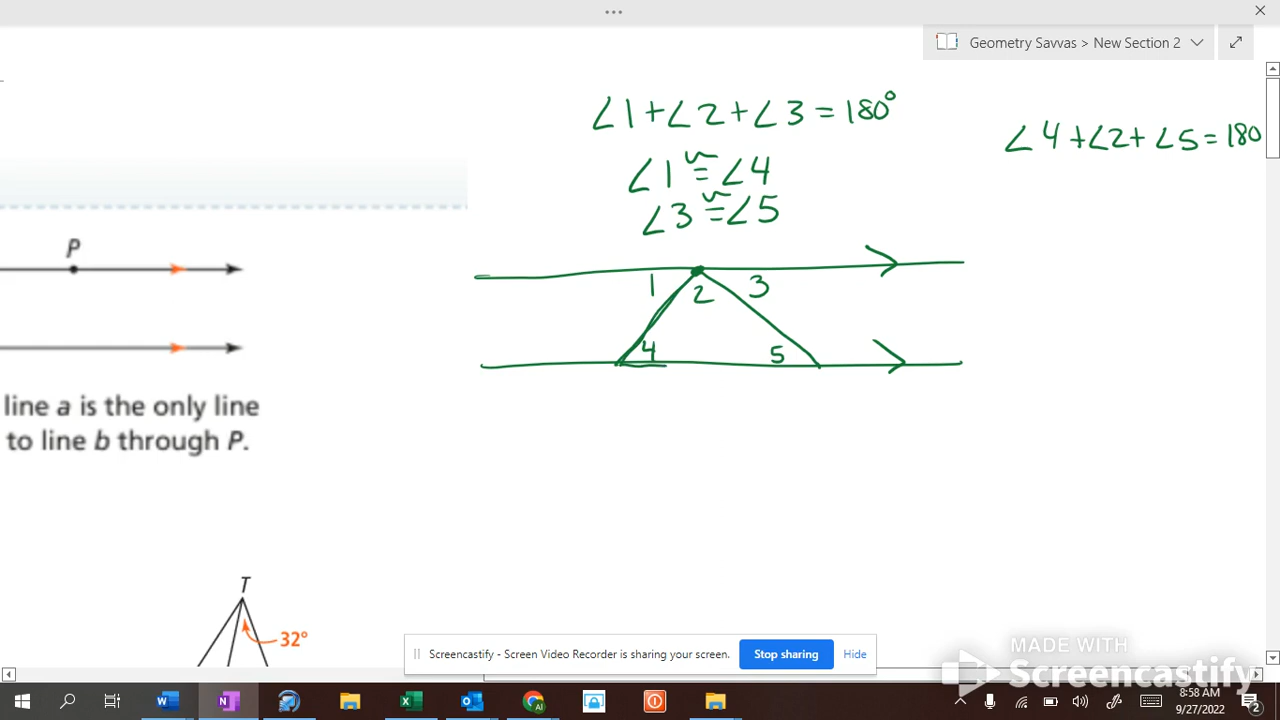 Geometry Savvas > New Section 2
∠1+∠2+∠3=180°
∠4+∠2+∠5=180
∠1≅∠4
∠3≅∠5
P
1 2 3
4 5
line a is the only line
to line b through P.
T
32°
Screencastify - Screen Video Recorder is sharing your screen.
Stop sharing
Hide
MADE WITH
Screencastify
8:58 AM
9/27/2022
2